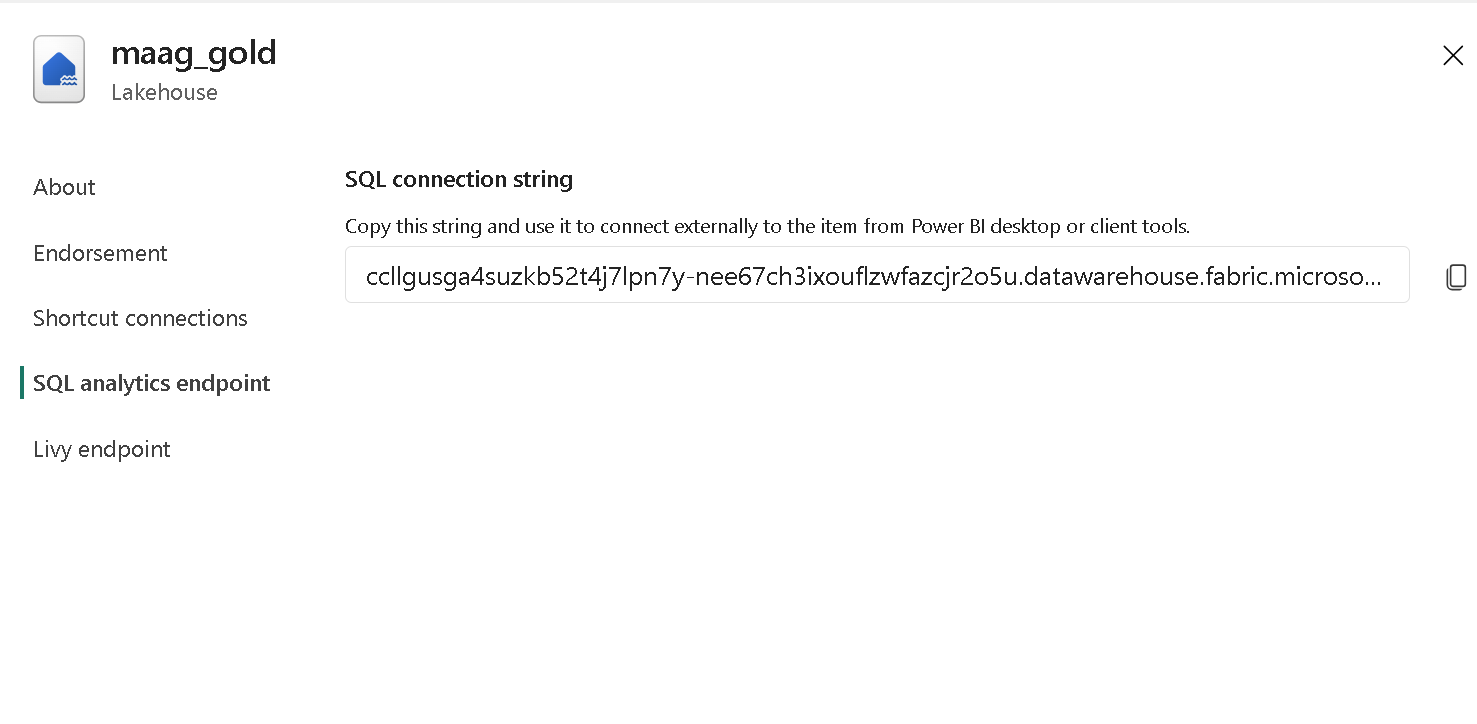 maag_gold
Lakehouse
About
Endorsement
Shortcut connections
SQL analytics endpoint
Livy endpoint
SQL connection string
Copy this string and use it to connect externally to the item from Power BI desktop or client tools.
ccllgusga4suzkb52t4j7lpn7y-nee67ch3ixouflzwfazcjr2o5u.datawarehouse.fabric.microso...